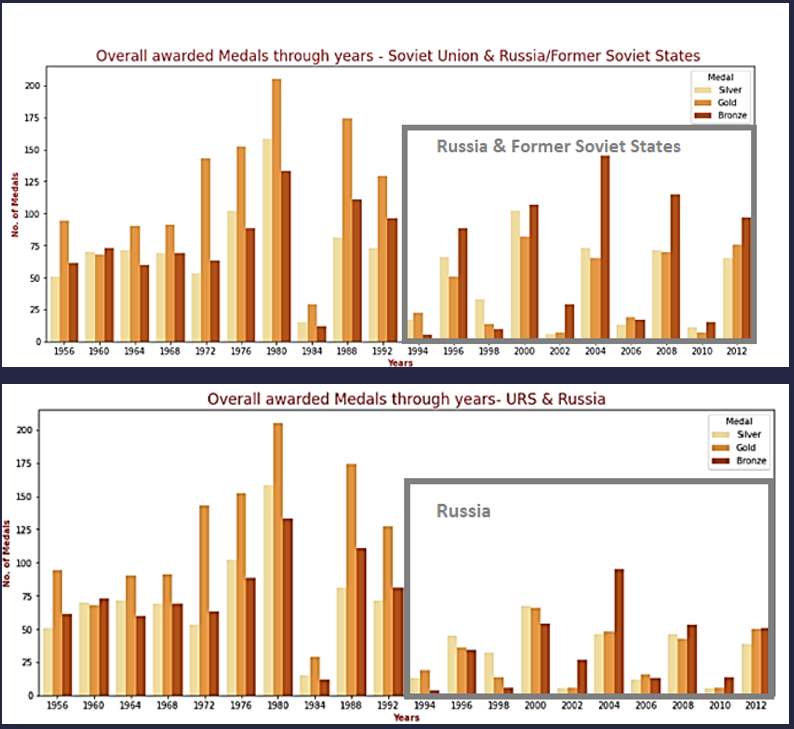 Overall awarded Medals through years - Soviet Union & Russia/Former Soviet States
Medal
Silver
Gold
Bronze
Russia & Former Soviet States
No. of Medals
200
175
150
125
100
75
50
25
0
1956 1960 1964 1968 1972 1976 1980 1984 1988 1992 1994 1996 1998 2000 2002 2004 2006 2008 2010 2012
Years
Overall awarded Medals through years- URS & Russia
Medal
Silver
Gold
Bronze
Russia
No. of Medals
200
175
150
125
100
75
50
25
0
1956 1960 1964 1968 1972 1976 1980 1984 1988 1992 1994 1996 1998 2000 2002 2004 2006 2008 2010 2012
Years